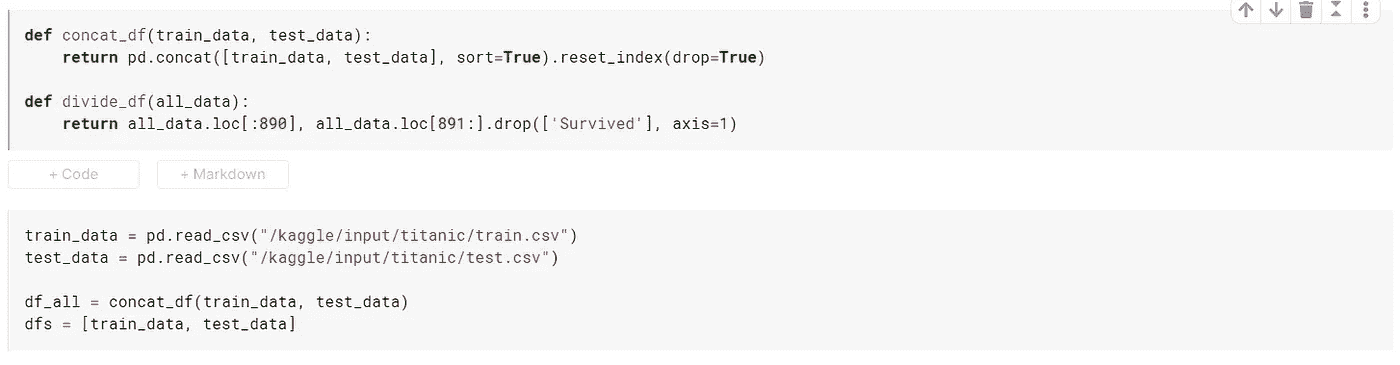 def concat_df(train_data, test_data):
    return pd.concat([train_data, test_data], sort=True).reset_index(drop=True)
def divide_df(all_data):
    return all_data.loc[:890], all_data.loc[891:].drop(['Survived'], axis=1)
+ Code + Markdown
train_data = pd.read_csv("/kaggle/input/titanic/train.csv")
test_data = pd.read_csv("/kaggle/input/titanic/test.csv")
df_all = concat_df(train_data, test_data)
dfs = [train_data, test_data]